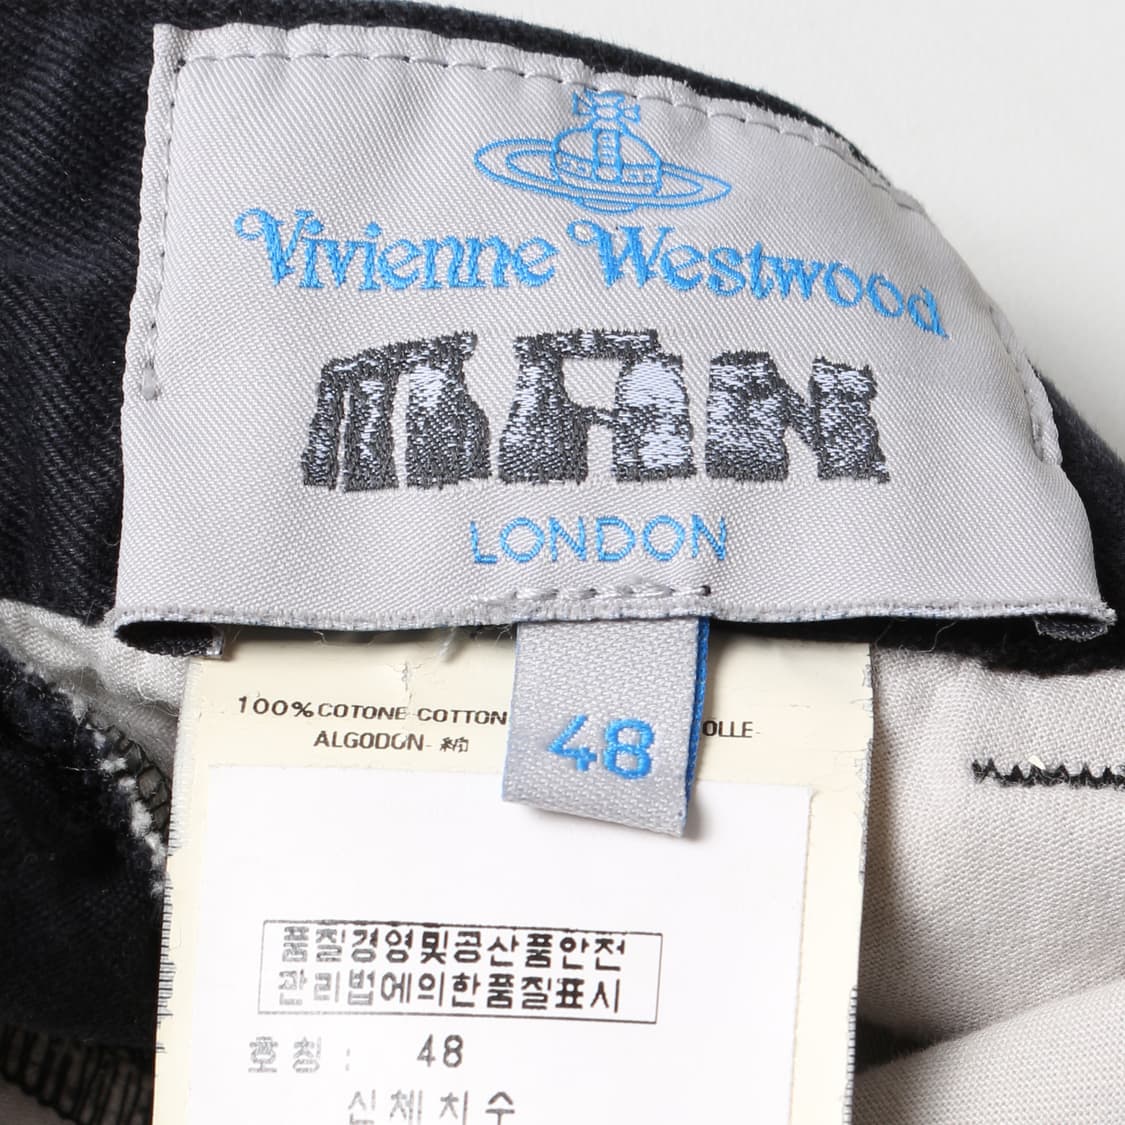 Vivienne Westwood
MAN
LONDON
48
100% COTONE COTTON OLLE-
ALGODON- 綿
품질경영및공산품안전
관리법에의한품질표시
호칭 : 48
신체치수